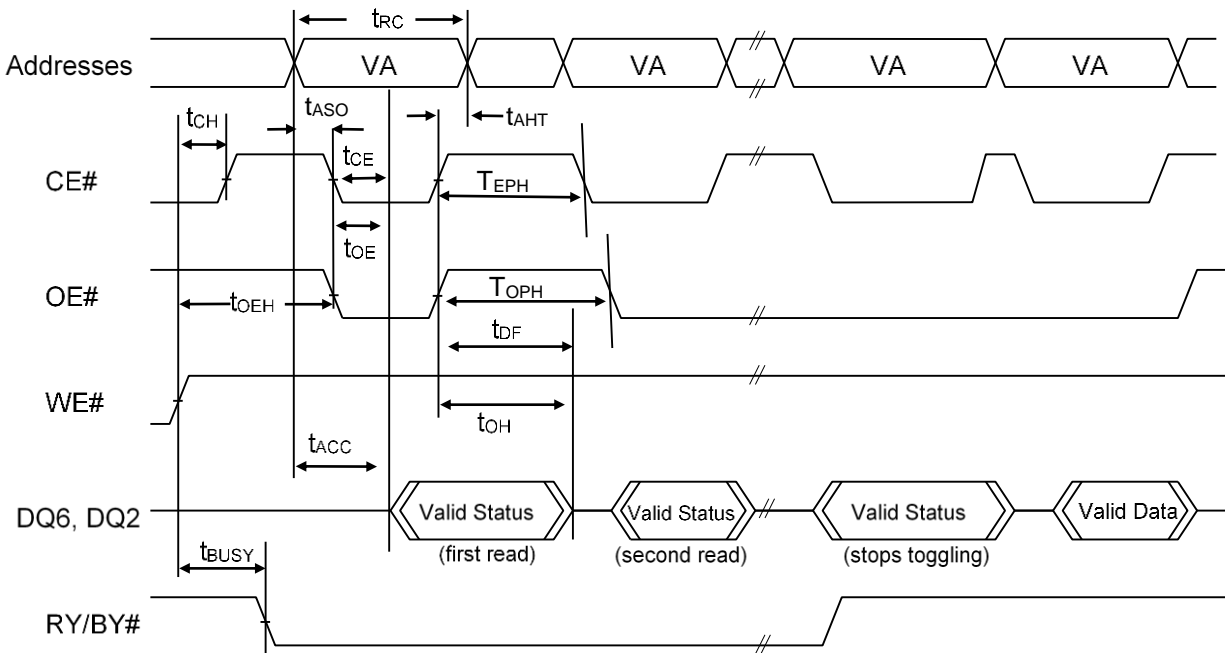 tRC
Addresses VA VA VA VA
tCH tASO tAHT
CE# tCE TEPH
tOE
OE# tOEH TOPH
tDF
WE#
tOH
tACC
DQ6, DQ2 Valid Status Valid Status Valid Status Valid Data
(first read) (second read) (stops toggling)
tBUSY
RY/BY#